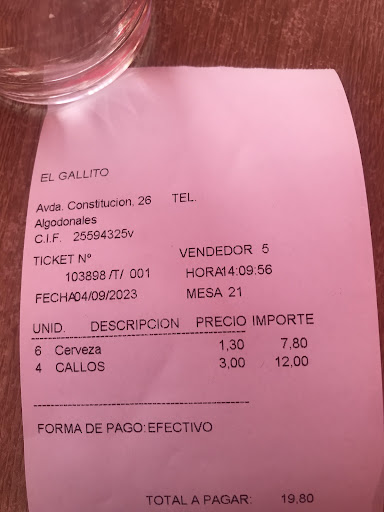 EL GALLITO
Avda. Constitucion, 26 TEL.
Algodonales
C.I.F. 25594325v
TICKET Nº VENDEDOR 5
103898 /T/ 001 HORA14:09:56
FECHA04/09/2023 MESA 21
UNID. DESCRIPCION PRECIO IMPORTE
6 Cerveza 1,30 7,80
4 CALLOS 3,00 12,00
FORMA DE PAGO:EFECTIVO
TOTAL A PAGAR: 19,80